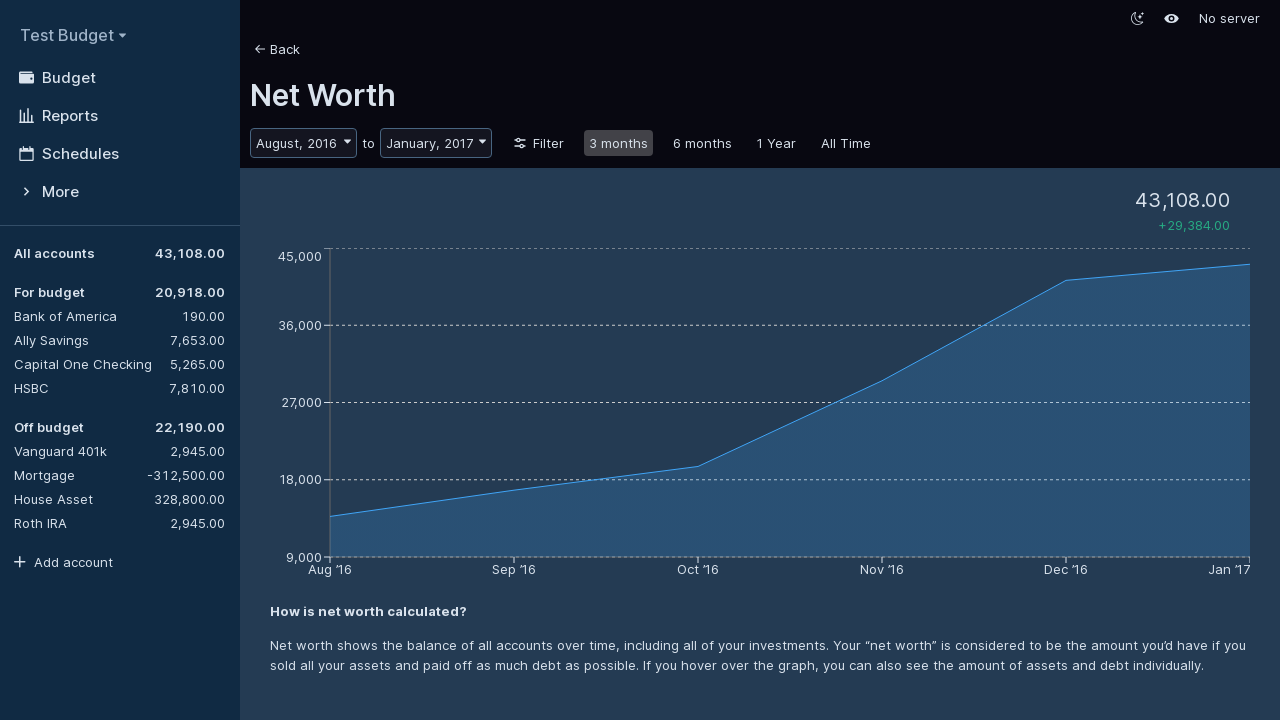 Test Budget
Budget
Reports
Schedules
More
All accounts 43,108.00
For budget 20,918.00
Bank of America 190.00
Ally Savings 7,653.00
Capital One Checking 5,265.00
HSBC 7,810.00
Off budget 22,190.00
Vanguard 401k 2,945.00
Mortgage -312,500.00
House Asset 328,800.00
Roth IRA 2,945.00
Add account
No server
Back
Net Worth
August, 2016 to January, 2017 Filter 3 months 6 months 1 Year All Time
43,108.00
+29,384.00
45,000
36,000
27,000
18,000
9,000
Aug ’16 Sep ’16 Oct ’16 Nov ’16 Dec ’16 Jan ’17
How is net worth calculated?
Net worth shows the balance of all accounts over time, including all of your investments. Your “net worth” is considered to be the amount you’d have if you
sold all your assets and paid off as much debt as possible. If you hover over the graph, you can also see the amount of assets and debt individually.